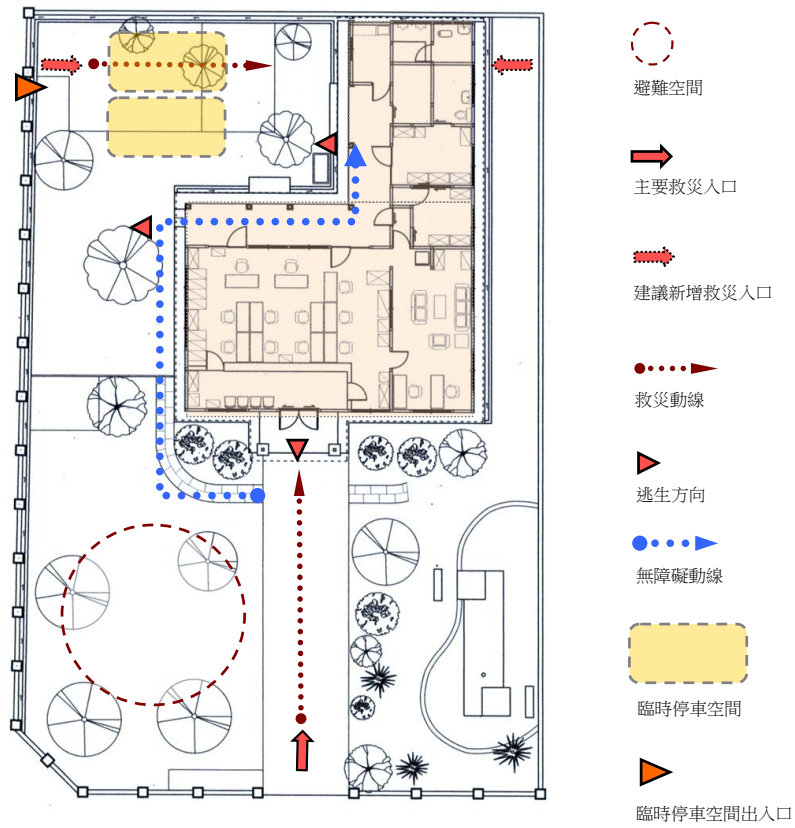 避難空間
主要救災入口
建議新增救災入口
救災動線
逃生方向
無障礙動線
臨時停車空間
臨時停車空間出入口